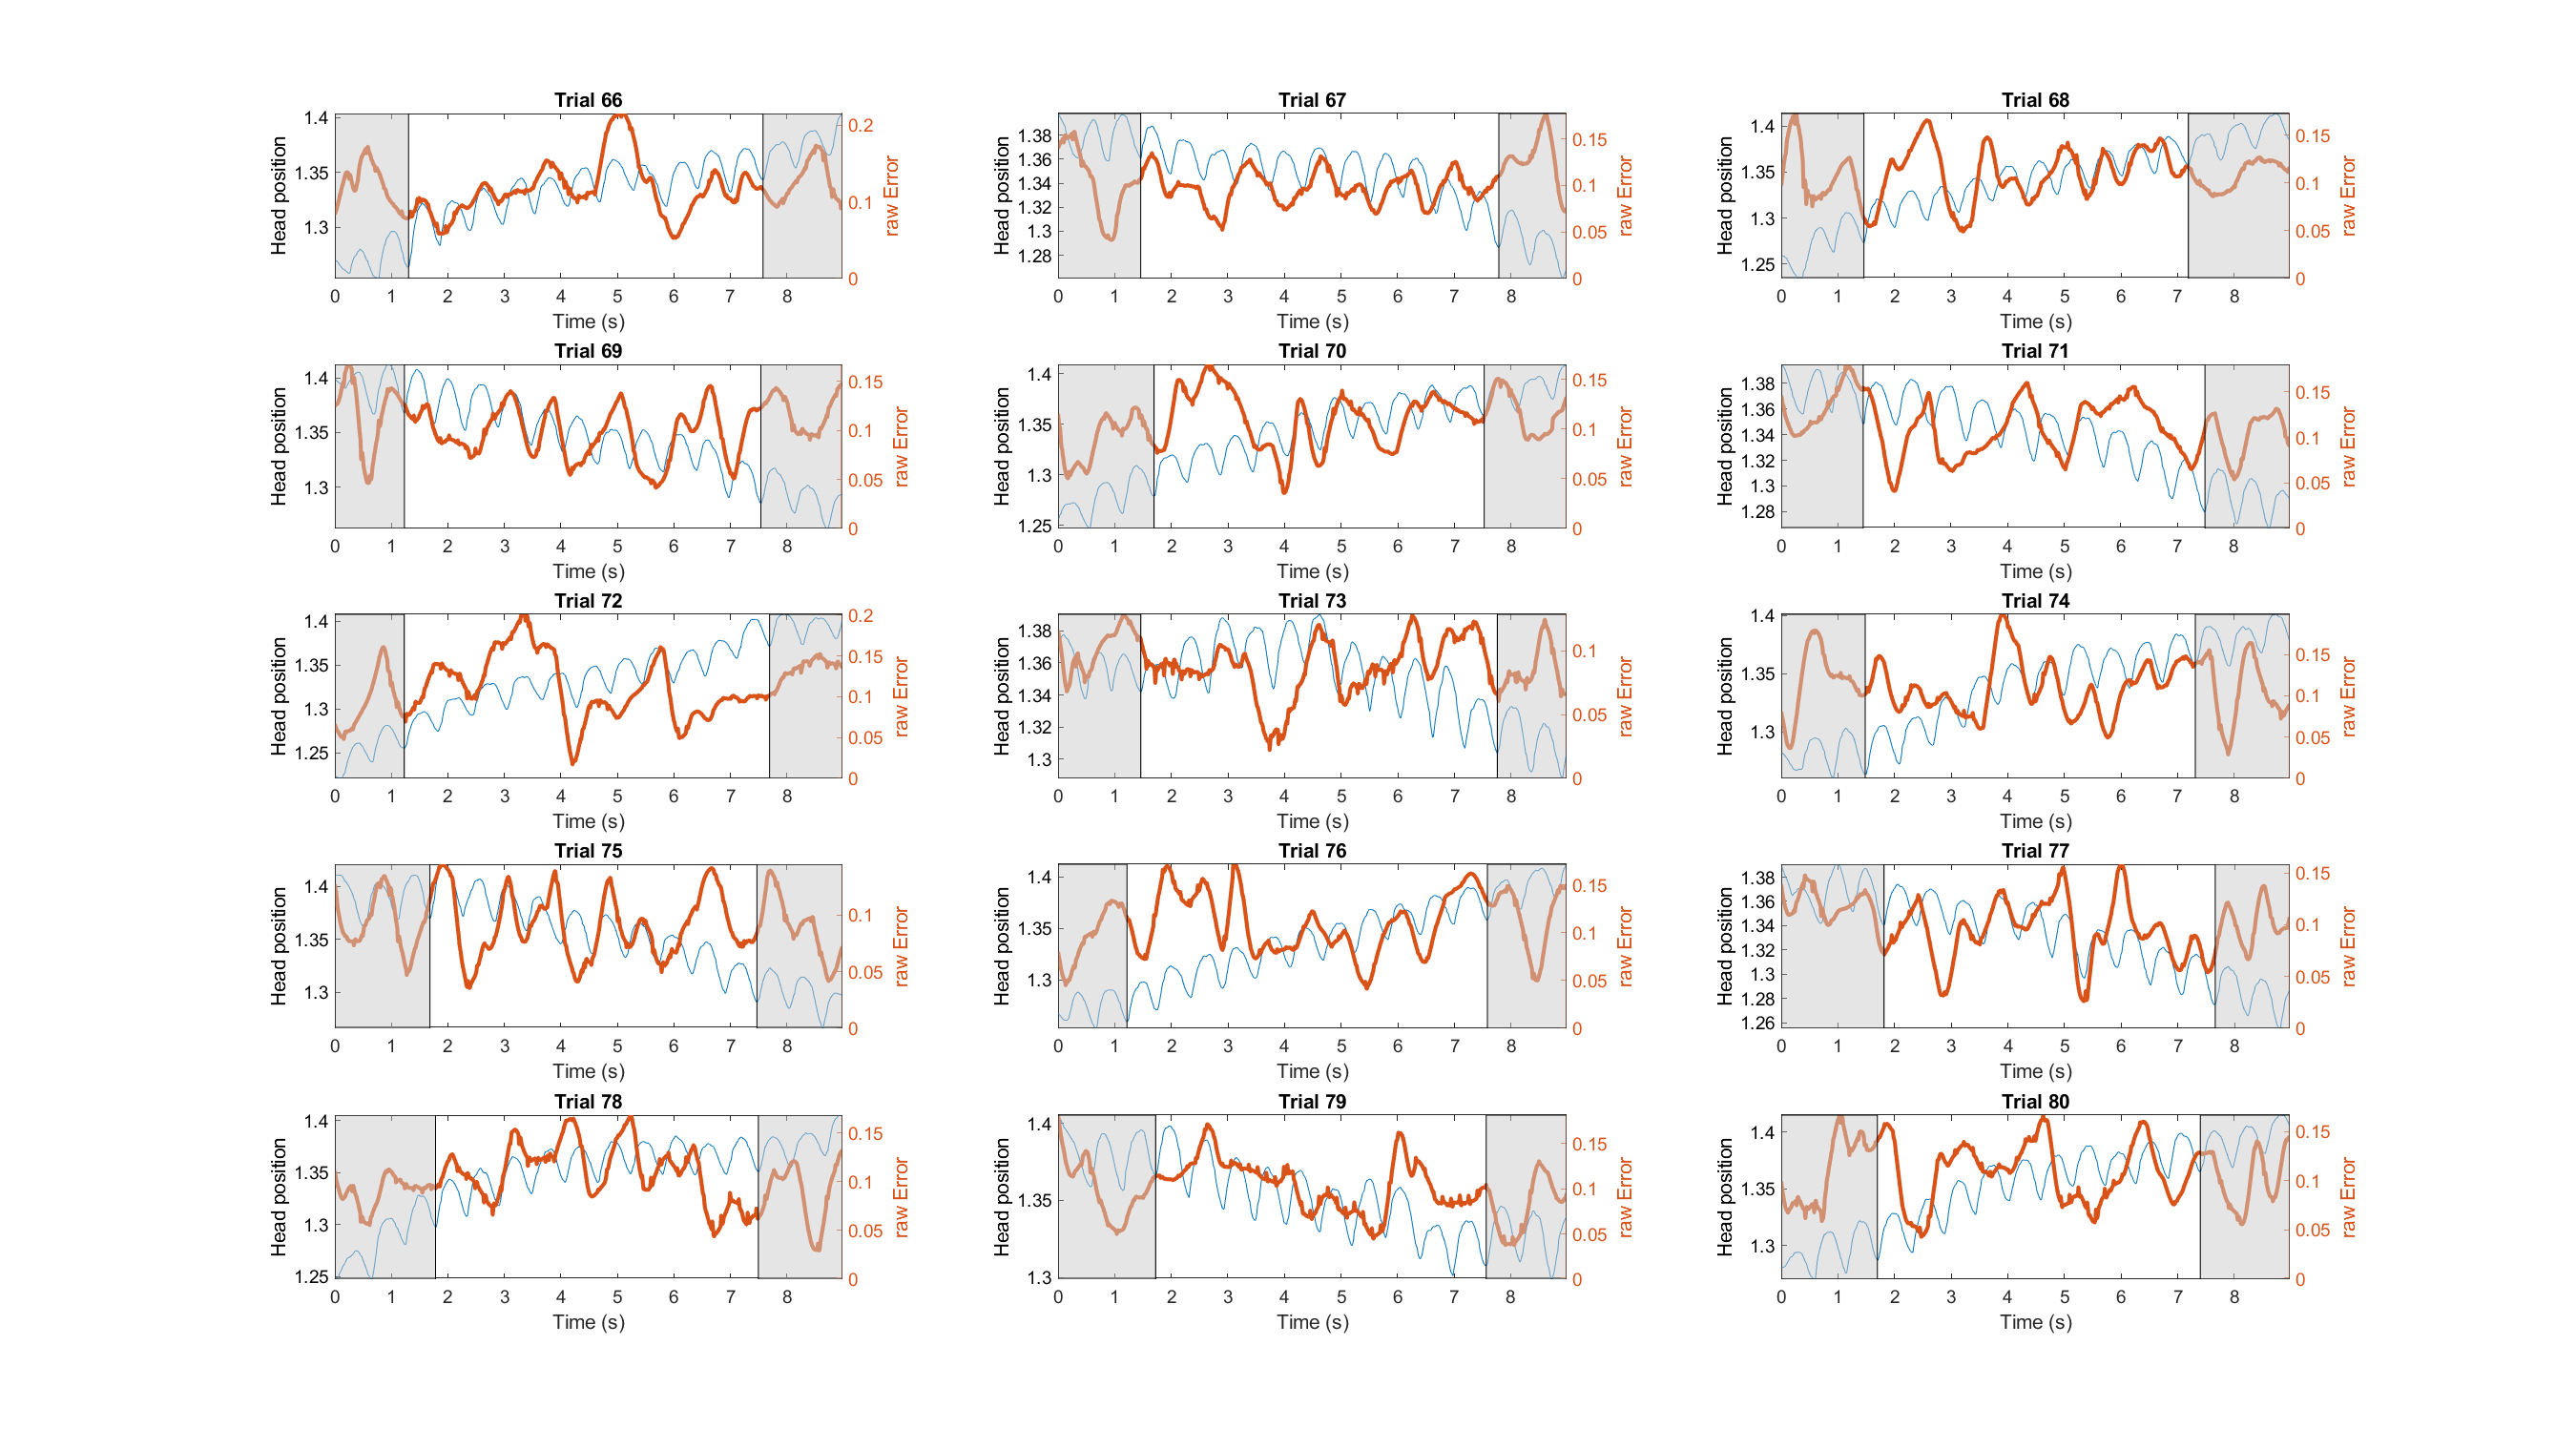 Trial 66
1.4
1.35
1.3
Head position
0.2
0.1
0
raw Error
0 1 2 3 4 5 6 7 8
Time (s)
Trial 67
1.38
1.36
1.34
1.32
1.3
1.28
Head position
0.15
0.1
0.05
0
raw Error
0 1 2 3 4 5 6 7 8
Time (s)
Trial 68
1.4
1.35
1.3
1.25
Head position
0.15
0.1
0.05
0
raw Error
0 1 2 3 4 5 6 7 8
Time (s)
Trial 69
1.4
1.35
1.3
Head position
0.15
0.1
0.05
0
raw Error
0 1 2 3 4 5 6 7 8
Time (s)
Trial 70
1.4
1.35
1.3
1.25
Head position
0.15
0.1
0.05
0
raw Error
0 1 2 3 4 5 6 7 8
Time (s)
Trial 71
1.38
1.36
1.34
1.32
1.3
1.28
Head position
0.15
0.1
0.05
0
raw Error
0 1 2 3 4 5 6 7 8
Time (s)
Trial 72
1.4
1.35
1.3
1.25
Head position
0.2
0.15
0.1
0.05
0
raw Error
0 1 2 3 4 5 6 7 8
Time (s)
Trial 73
1.38
1.36
1.34
1.32
1.3
Head position
0.1
0.05
0
raw Error
0 1 2 3 4 5 6 7 8
Time (s)
Trial 74
1.4
1.35
1.3
Head position
0.15
0.1
0.05
0
raw Error
0 1 2 3 4 5 6 7 8
Time (s)
Trial 75
1.4
1.35
1.3
Head position
0.1
0.05
0
raw Error
0 1 2 3 4 5 6 7 8
Time (s)
Trial 76
1.4
1.35
1.3
Head position
0.15
0.1
0.05
0
raw Error
0 1 2 3 4 5 6 7 8
Time (s)
Trial 77
1.38
1.36
1.34
1.32
1.3
1.28
1.26
Head position
0.15
0.1
0.05
0
raw Error
0 1 2 3 4 5 6 7 8
Time (s)
Trial 78
1.4
1.35
1.3
1.25
Head position
0.15
0.1
0.05
0
raw Error
0 1 2 3 4 5 6 7 8
Time (s)
Trial 79
1.4
1.35
1.3
Head position
0.15
0.1
0.05
0
raw Error
0 1 2 3 4 5 6 7 8
Time (s)
Trial 80
1.4
1.35
1.3
Head position
0.15
0.1
0.05
0
raw Error
0 1 2 3 4 5 6 7 8
Time (s)